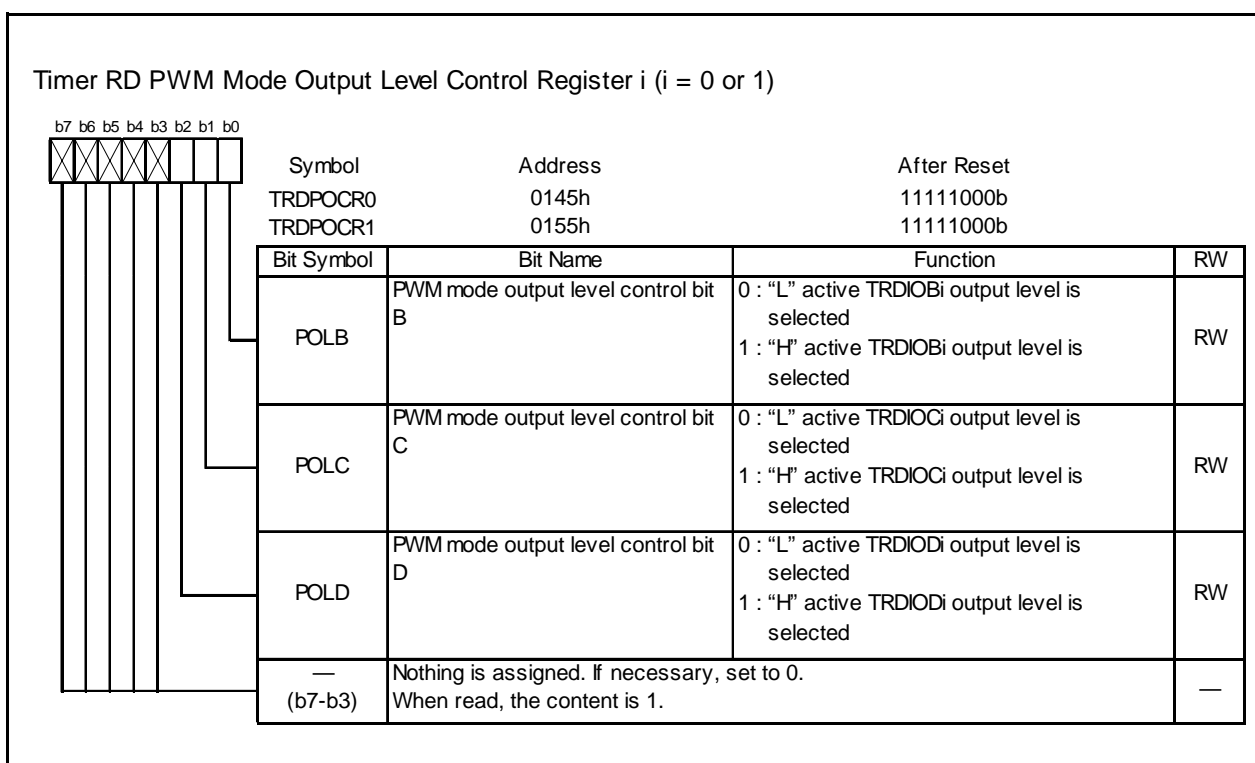 Timer RD PWM Mode Output Level Control Register i (i = 0 or 1)
b7 b6 b5 b4 b3 b2 b1 b0
Symbol Address After Reset
TRDPOCR0 0145h 11111000b
TRDPOCR1 0155h 11111000b
Bit Symbol Bit Name Function RW
POLB
PWM mode output level control bit
B
0 : “L” active TRDIOBi output level is
selected
1 : “H” active TRDIOBi output level is
selected
RW
POLC
PWM mode output level control bit
C
0 : “L” active TRDIOCi output level is
selected
1 : “H” active TRDIOCi output level is
selected
RW
POLD
PWM mode output level control bit
D
0 : “L” active TRDIODi output level is
selected
1 : “H” active TRDIODi output level is
selected
RW
—
(b7-b3)
Nothing is assigned. If necessary, set to 0.
When read, the content is 1.
—